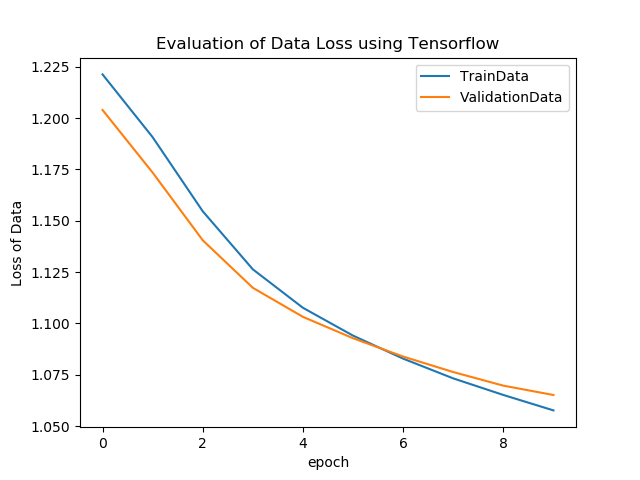 Evaluation of Data Loss using Tensorflow
TrainData
ValidationData
Loss of Data
1.225
1.200
1.175
1.150
1.125
1.100
1.075
1.050
0 2 4 6 8
epoch